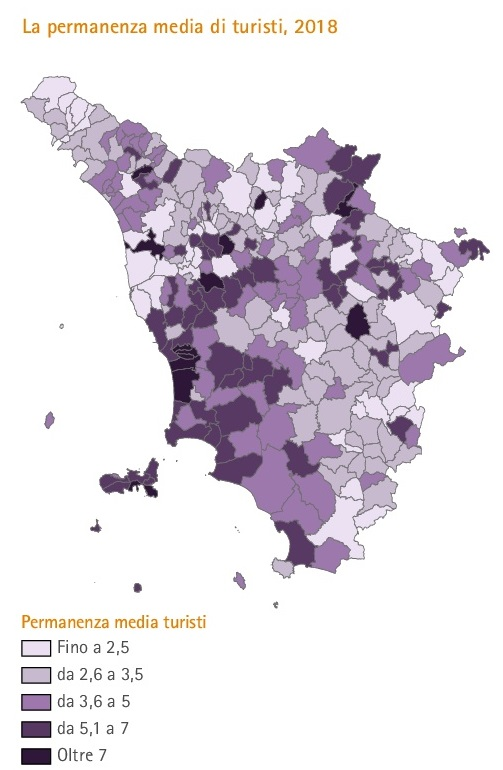 La permanenza media di turisti, 2018
Permanenza media turisti
Fino a 2,5
da 2,6 a 3,5
da 3,6 a 5
da 5,1 a 7
Oltre 7